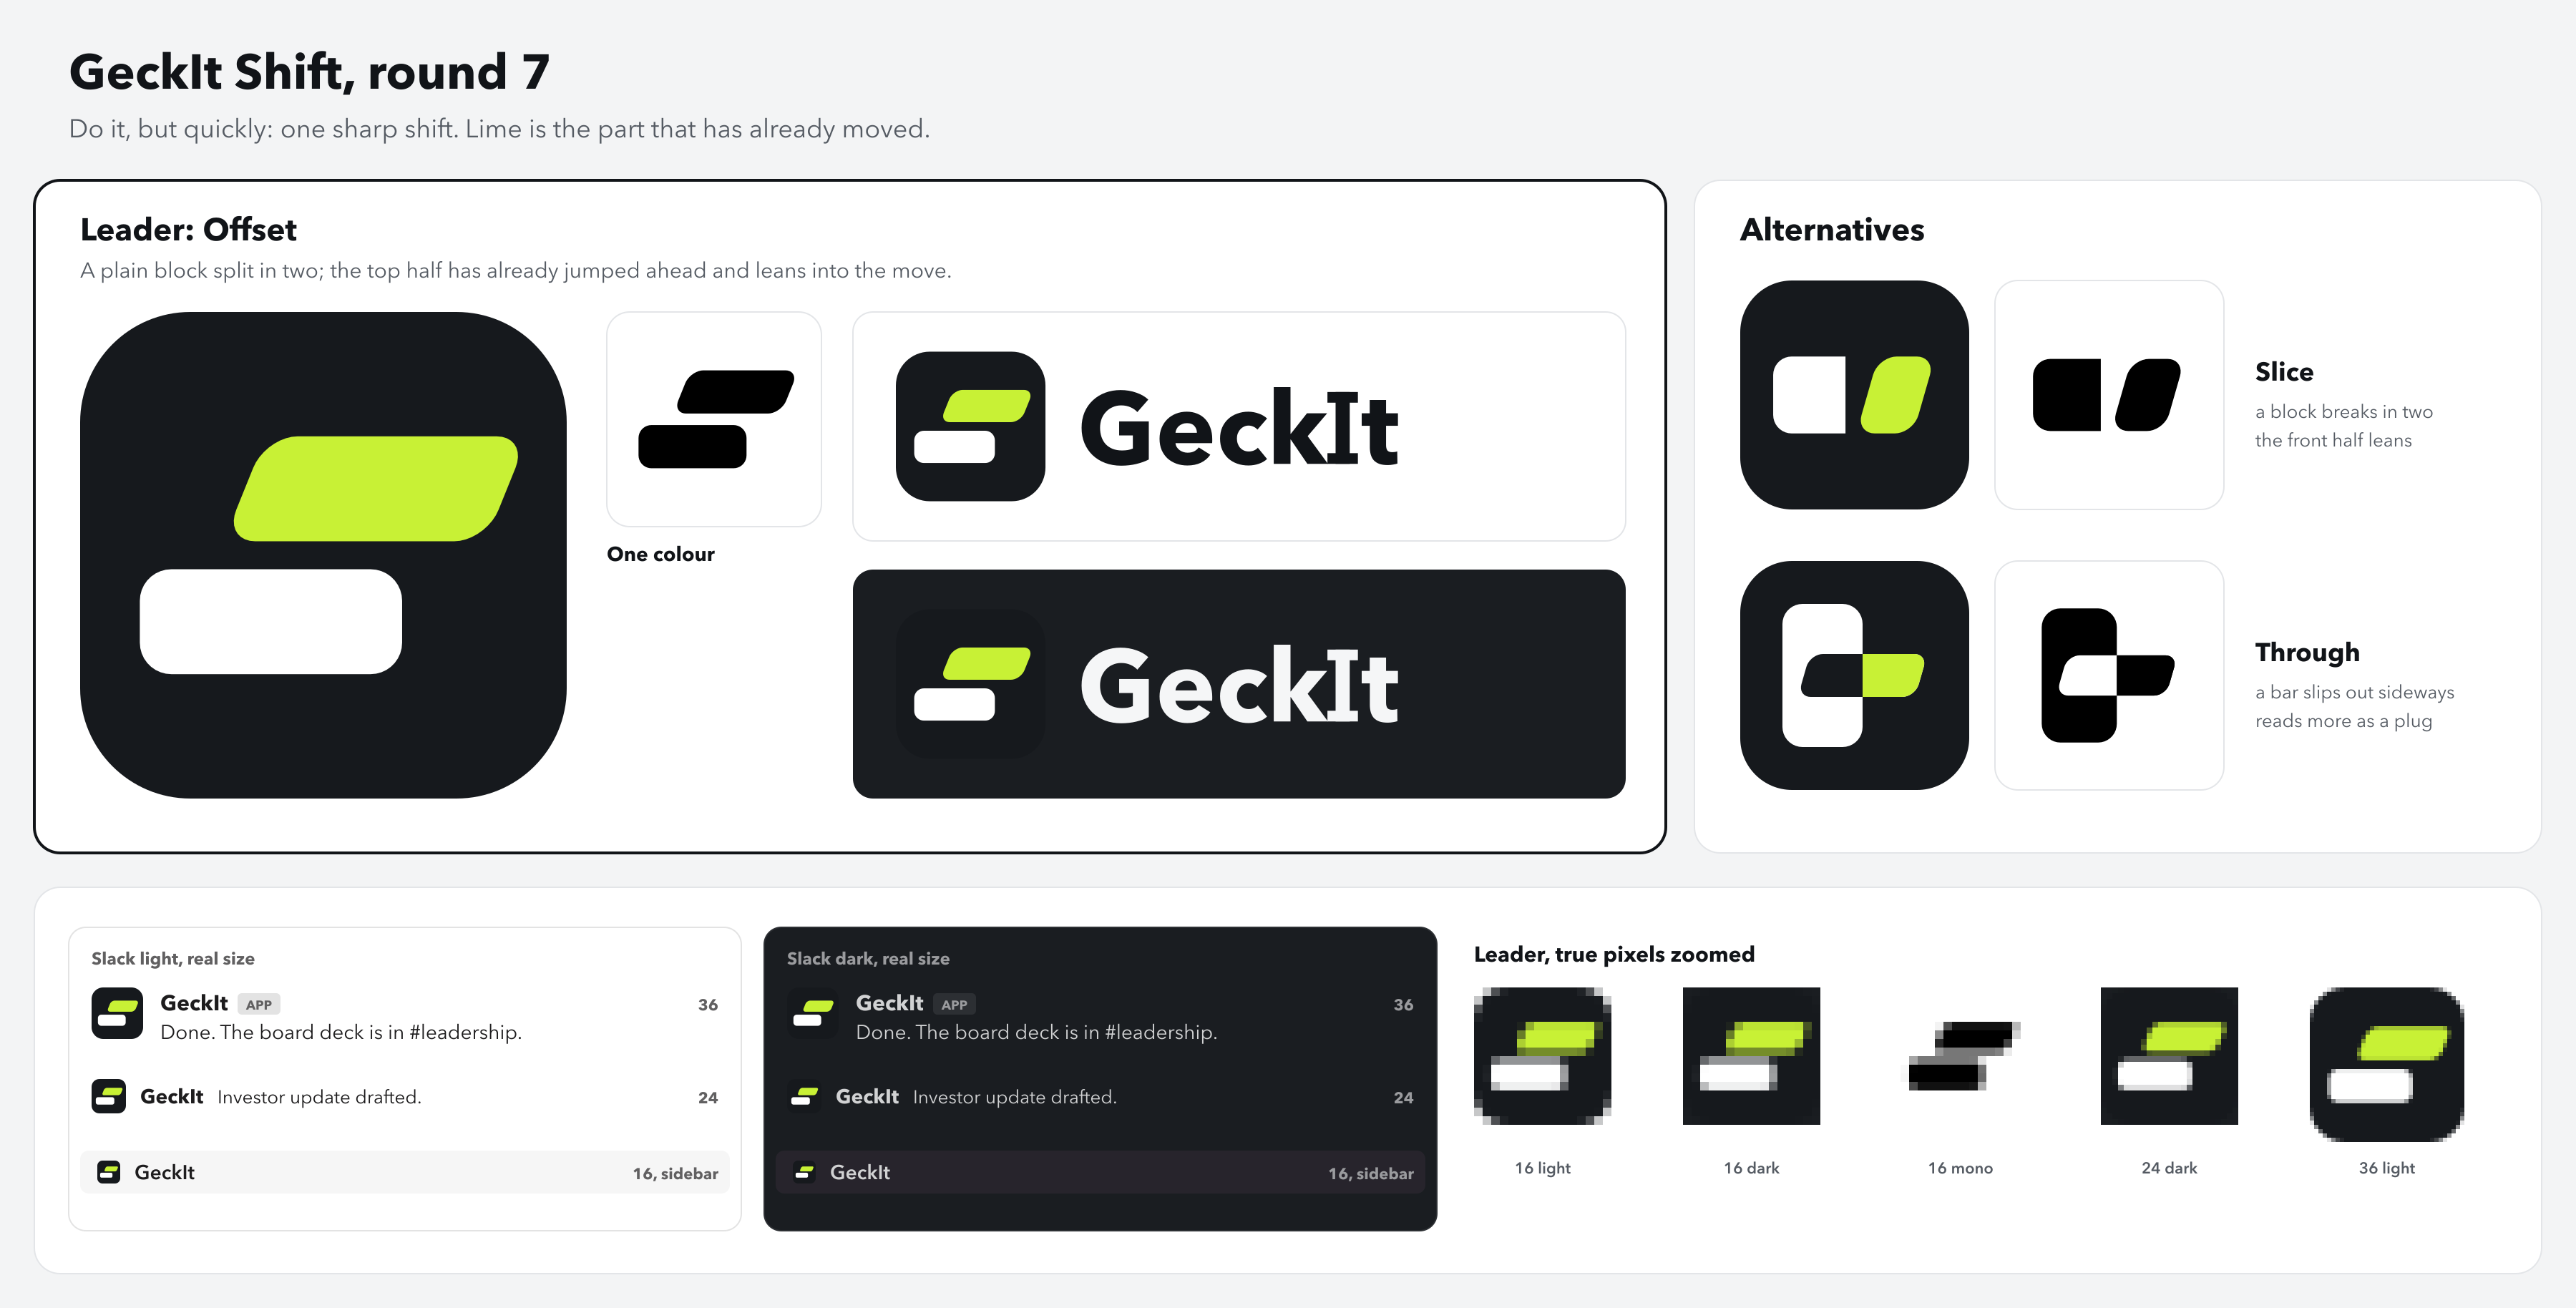 GeckIt Shift, round 7
Do it, but quickly: one sharp shift. Lime is the part that has already moved.
Leader: Offset
A plain block split in two; the top half has already jumped ahead and leans into the move.
One colour
GeckIt
GeckIt
Alternatives
Slice
a block breaks in two
the front half leans
Through
a bar slips out sideways
reads more as a plug
Slack light, real size
GeckIt APP 36
Done. The board deck is in #leadership.
GeckIt Investor update drafted. 24
GeckIt 16, sidebar
Slack dark, real size
GeckIt APP 36
Done. The board deck is in #leadership.
GeckIt Investor update drafted. 24
GeckIt 16, sidebar
Leader, true pixels zoomed
16 light 16 dark 16 mono 24 dark 36 light